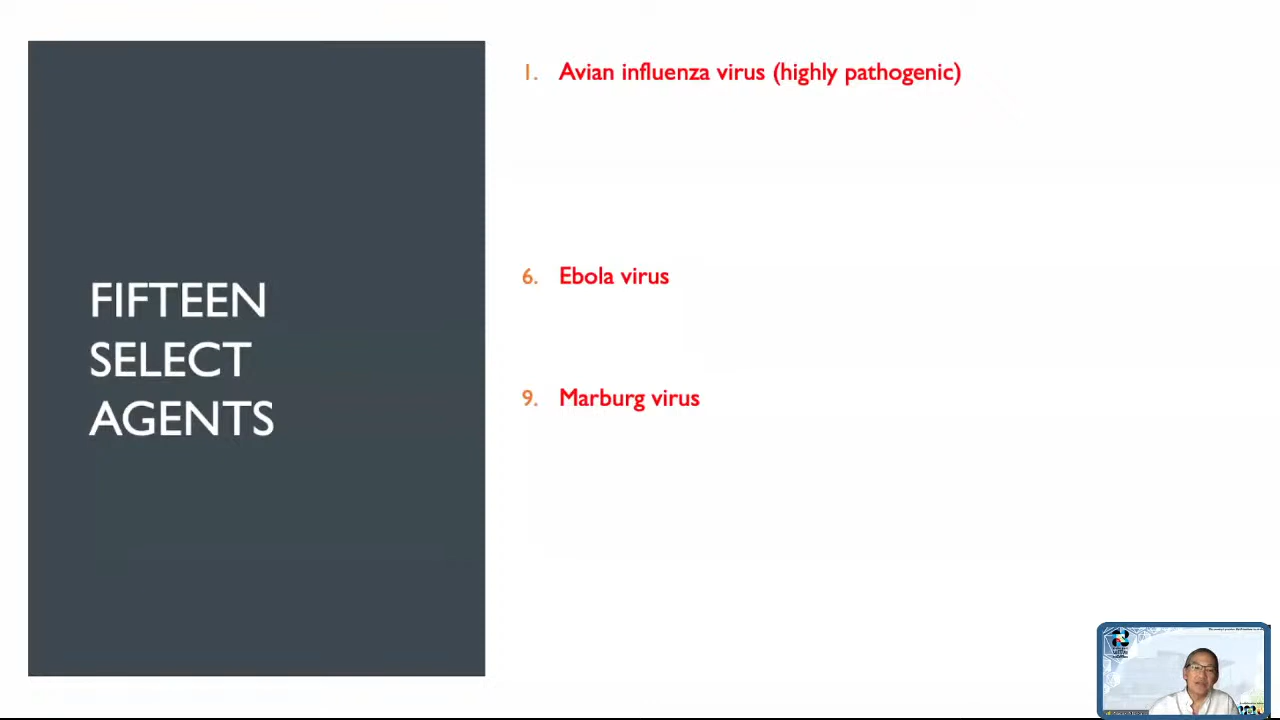 FIFTEEN
SELECT
AGENTS
1. Avian influenza virus (highly pathogenic)
6. Ebola virus
9. Marburg virus